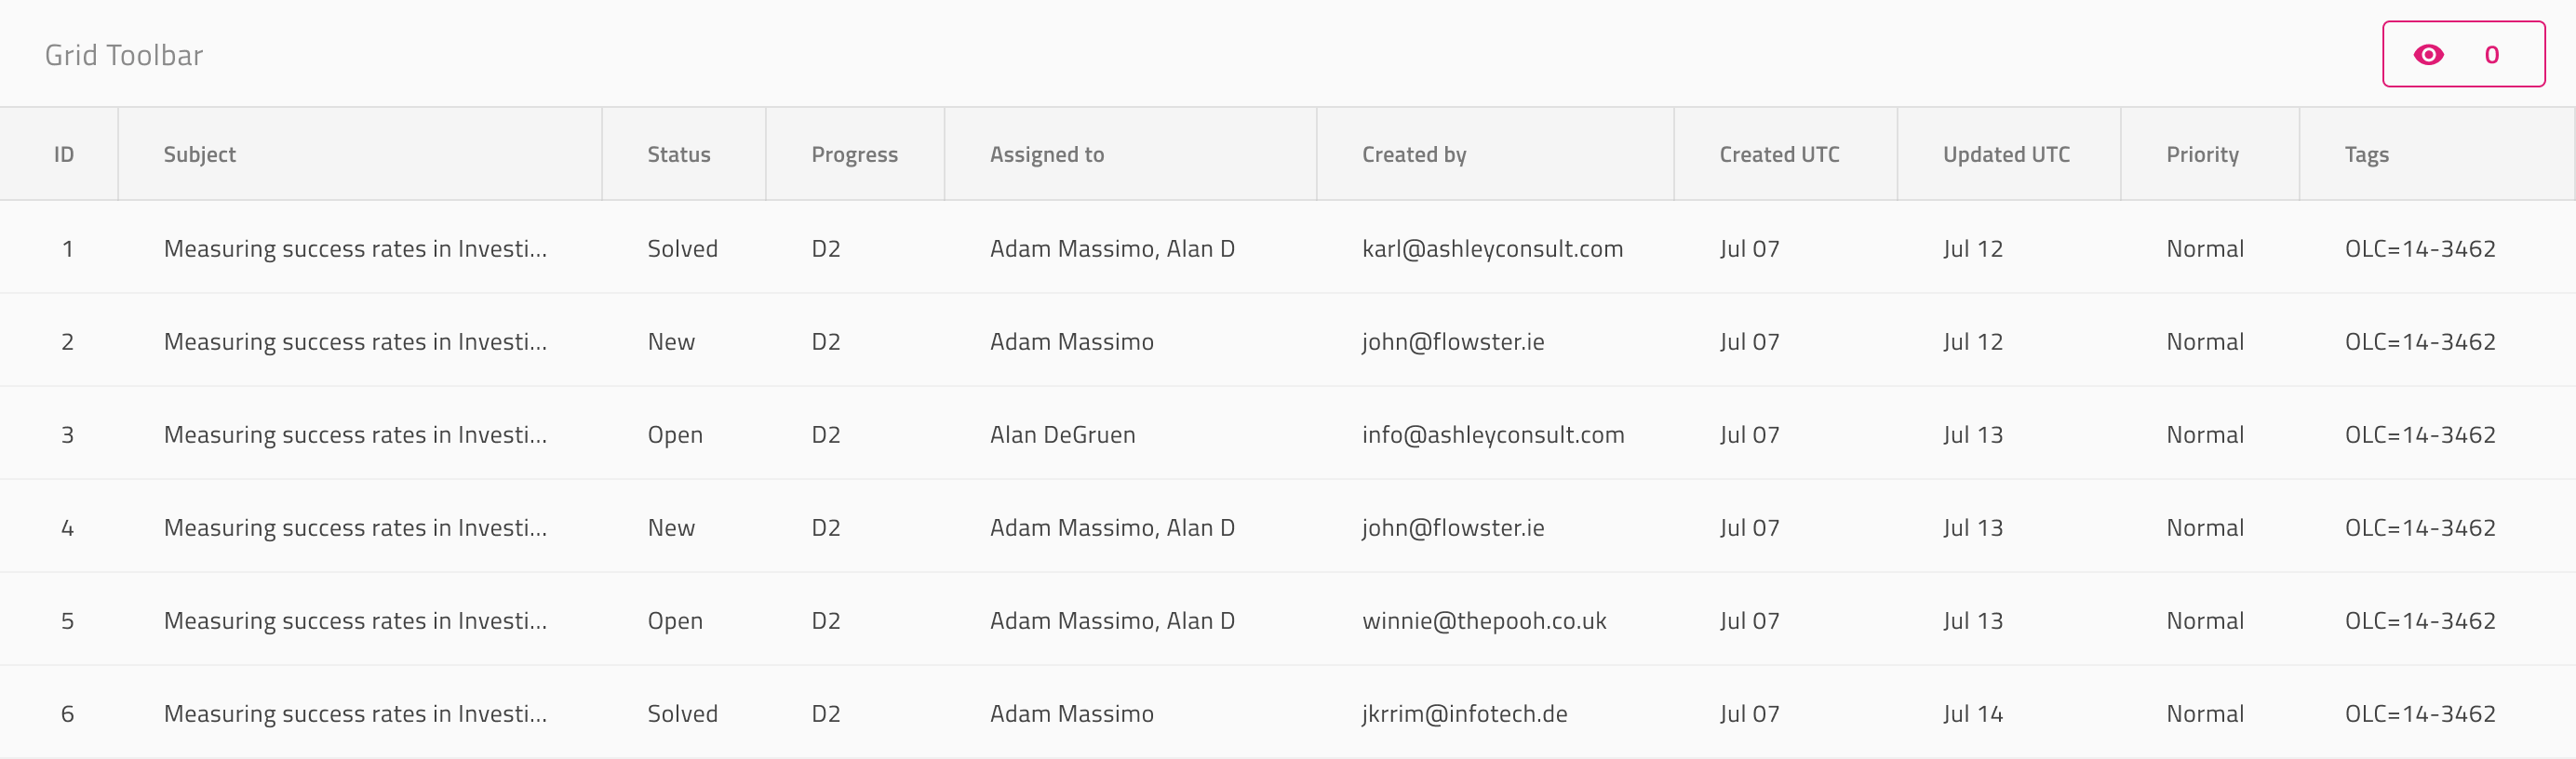 Grid Toolbar 0
ID Subject Status Progress Assigned to Created by Created UTC Updated UTC Priority Tags
1 Measuring success rates in Investi... Solved D2 Adam Massimo, Alan D karl@ashleyconsult.com Jul 07 Jul 12 Normal OLC=14-3462
2 Measuring success rates in Investi... New D2 Adam Massimo john@flowster.ie Jul 07 Jul 12 Normal OLC=14-3462
3 Measuring success rates in Investi... Open D2 Alan DeGruen info@ashleyconsult.com Jul 07 Jul 13 Normal OLC=14-3462
4 Measuring success rates in Investi... New D2 Adam Massimo, Alan D john@flowster.ie Jul 07 Jul 13 Normal OLC=14-3462
5 Measuring success rates in Investi... Open D2 Adam Massimo, Alan D winnie@thepooh.co.uk Jul 07 Jul 13 Normal OLC=14-3462
6 Measuring success rates in Investi... Solved D2 Adam Massimo jkrrim@infotech.de Jul 07 Jul 14 Normal OLC=14-3462